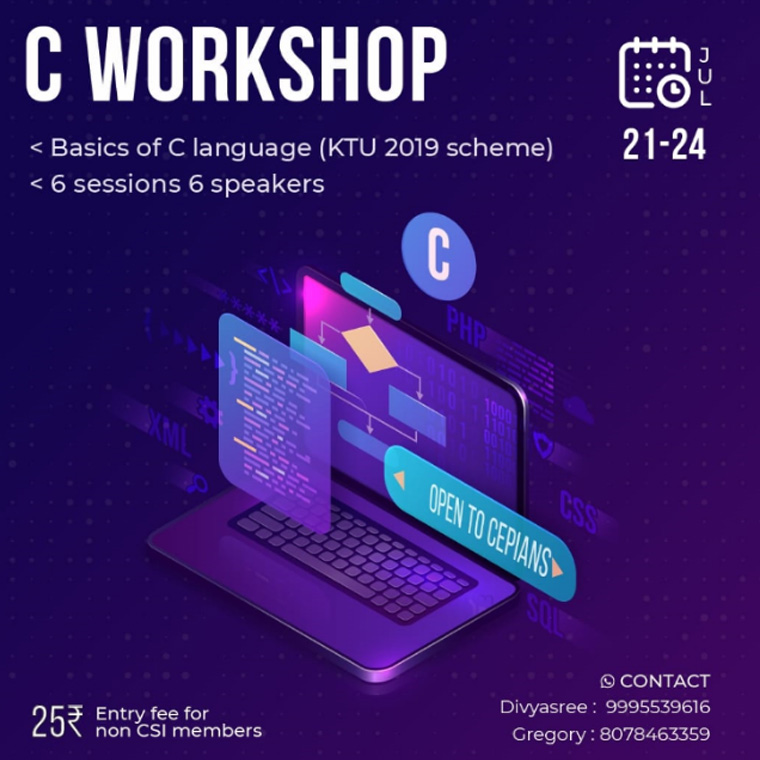 C WORKSHOP
JUL
21-24
< Basics of C language (KTU 2019 scheme)
< 6 sessions 6 speakers
C
</>
*****
PHP
XML
CSS
OPEN TO CEPIANS
SQL
CONTACT
Divyasree : 9995539616
Gregory : 8078463359
25₹ Entry fee for
non CSI members